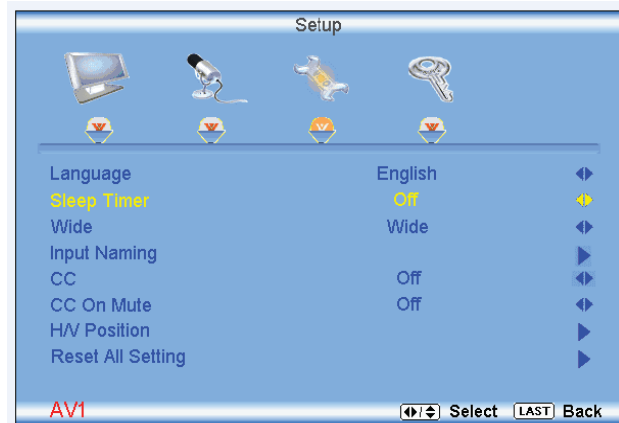 Setup
Language English
Sleep Timer Off
Wide Wide
Input Naming
CC Off
CC On Mute Off
H/V Position
Reset All Setting
AV1 Select LAST Back